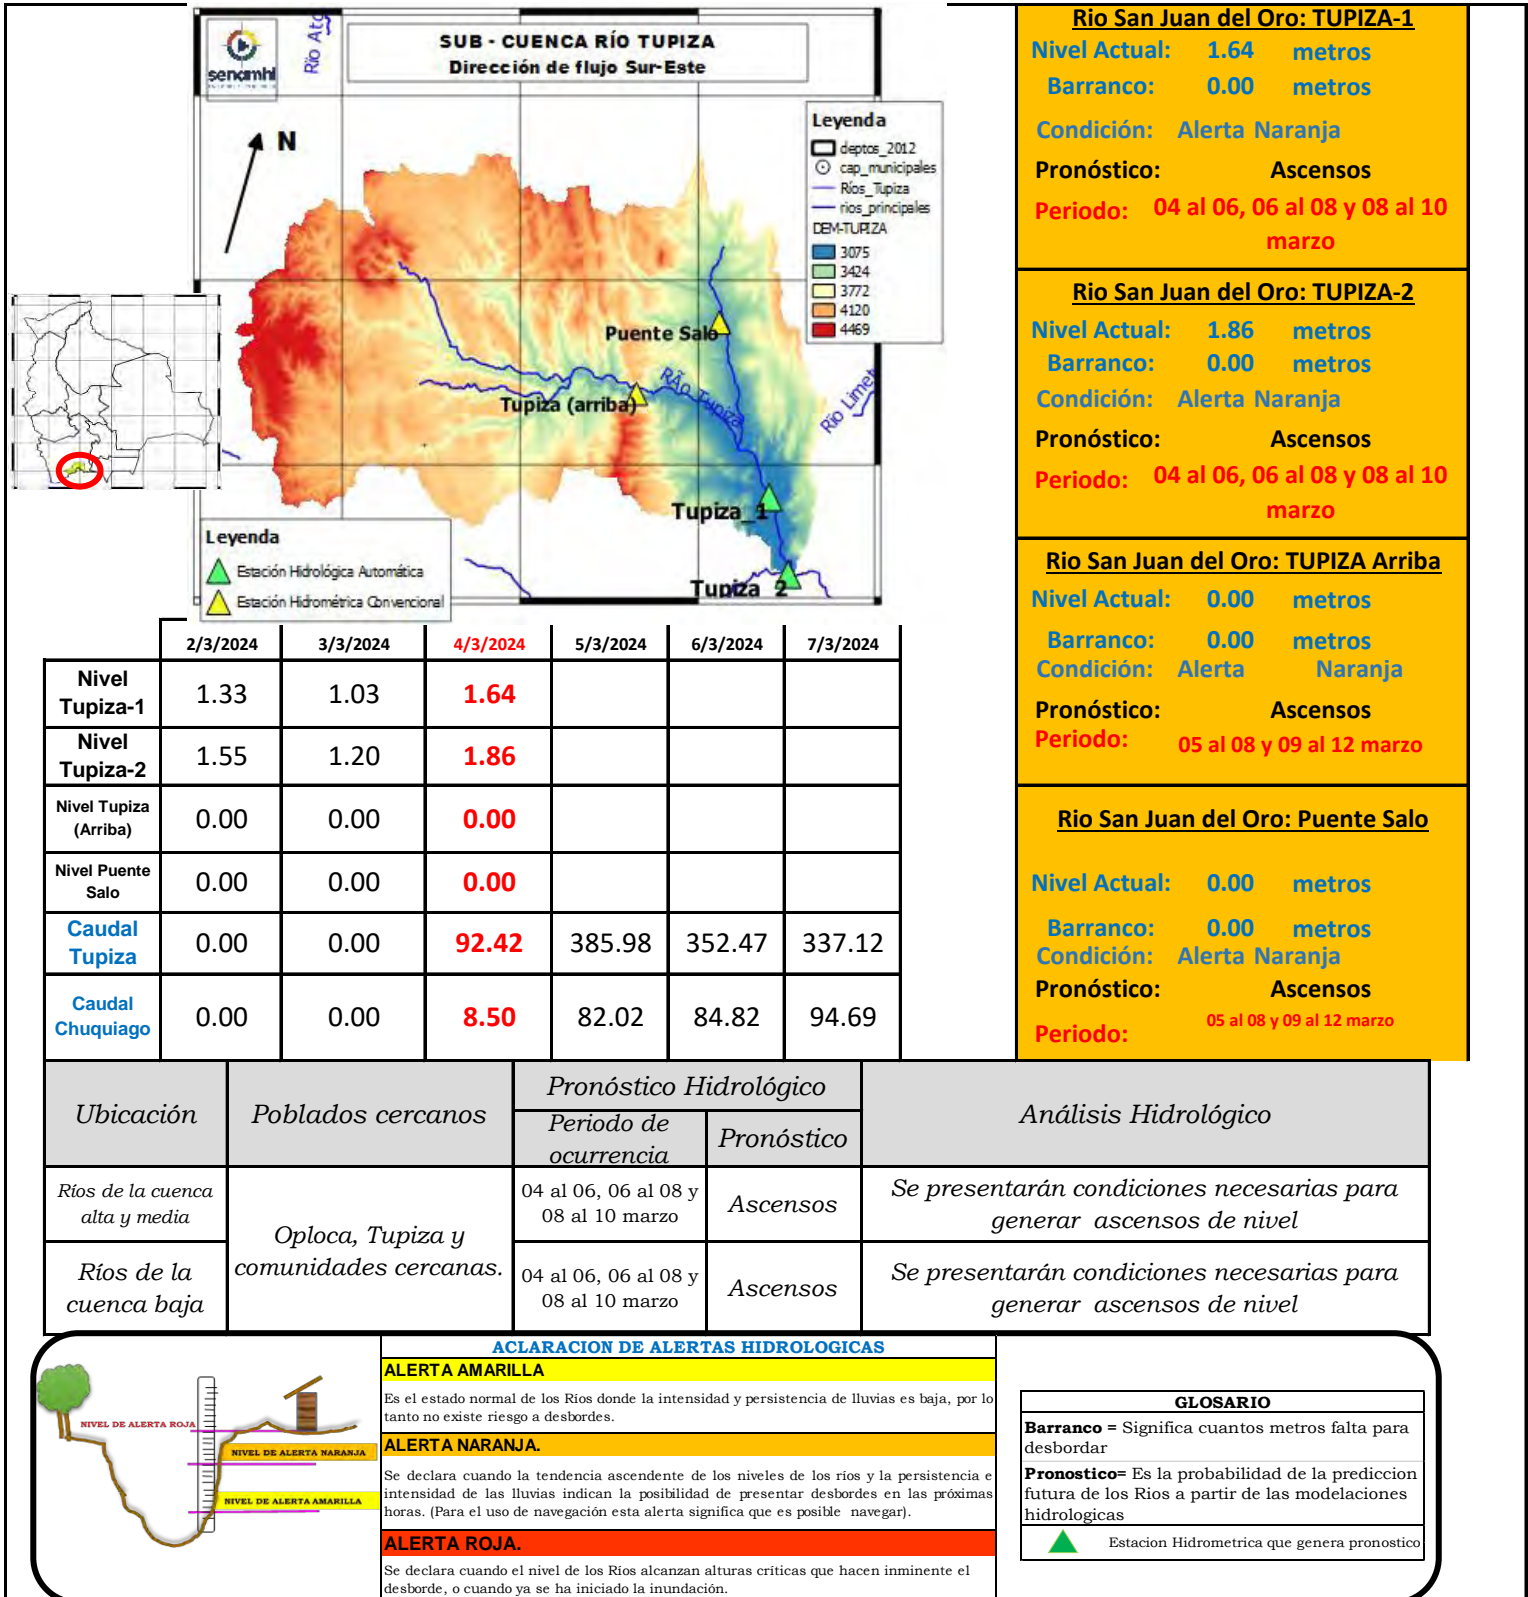 senamhi
Rio Ato
SUB - CUENCA RÍO TUPIZA
Dirección de flujo Sur-Este
N
Leyenda
deptos_2012
cap_municipales
Ríos_Tupiza
rios_principales
DEM-TUPIZA
3075
3424
3772
4120
4469
Puente Salo
RÃo Tupiza
Tupiza (arriba)
Rio Limet
Tupiza_1
Tupiza_2
Leyenda
Estación Hidrológica Automática
Estación Hidrométrica Convencional
Rio San Juan del Oro: TUPIZA-1
Nivel Actual: 1.64 metros
Barranco: 0.00 metros
Condición: Alerta Naranja
Pronóstico: Ascensos
Periodo: 04 al 06, 06 al 08 y 08 al 10
marzo
Rio San Juan del Oro: TUPIZA-2
Nivel Actual: 1.86 metros
Barranco: 0.00 metros
Condición: Alerta Naranja
Pronóstico: Ascensos
Periodo: 04 al 06, 06 al 08 y 08 al 10
marzo
Rio San Juan del Oro: TUPIZA Arriba
Nivel Actual: 0.00 metros
Barranco: 0.00 metros
Condición: Alerta Naranja
Pronóstico: Ascensos
Periodo: 05 al 08 y 09 al 12 marzo
Rio San Juan del Oro: Puente Salo
Nivel Actual: 0.00 metros
Barranco: 0.00 metros
Condición: Alerta Naranja
Pronóstico: Ascensos
Periodo: 05 al 08 y 09 al 12 marzo
2/3/2024 3/3/2024 4/3/2024 5/3/2024 6/3/2024 7/3/2024
Nivel
Tupiza-1 1.33 1.03 1.64
Nivel
Tupiza-2 1.55 1.20 1.86
Nivel Tupiza
(Arriba) 0.00 0.00 0.00
Nivel Puente
Salo 0.00 0.00 0.00
Caudal
Tupiza 0.00 0.00 92.42 385.98 352.47 337.12
Caudal
Chuquiago 0.00 0.00 8.50 82.02 84.82 94.69
Ubicación Poblados cercanos Pronóstico Hidrológico Análisis Hidrológico
Periodo de
ocurrencia
Pronóstico
Ríos de la cuenca
alta y media
Oploca, Tupiza y
comunidades cercanas.
04 al 06, 06 al 08 y
08 al 10 marzo
Ascensos
Se presentarán condiciones necesarias para
generar ascensos de nivel
Ríos de la
cuenca baja
04 al 06, 06 al 08 y
08 al 10 marzo
Ascensos
Se presentarán condiciones necesarias para
generar ascensos de nivel
NIVEL DE ALERTA ROJA
NIVEL DE ALERTA NARANJA
NIVEL DE ALERTA AMARILLA
ACLARACION DE ALERTAS HIDROLOGICAS
ALERTA AMARILLA
Es el estado normal de los Ríos donde la intensidad y persistencia de lluvias es baja, por lo
tanto no existe riesgo a desbordes.
ALERTA NARANJA.
Se declara cuando la tendencia ascendente de los niveles de los ríos y la persistencia e
intensidad de las lluvias indican la posibilidad de presentar desbordes en las próximas
horas. (Para el uso de navegación esta alerta significa que es posible navegar).
ALERTA ROJA.
Se declara cuando el nivel de los Ríos alcanzan alturas críticas que hacen inminente el
desborde, o cuando ya se ha iniciado la inundación.
GLOSARIO
Barranco = Significa cuantos metros falta para
desbordar
Pronostico= Es la probabilidad de la prediccion
futura de los Rios a partir de las modelaciones
hidrologicas
Estacion Hidrometrica que genera pronostico